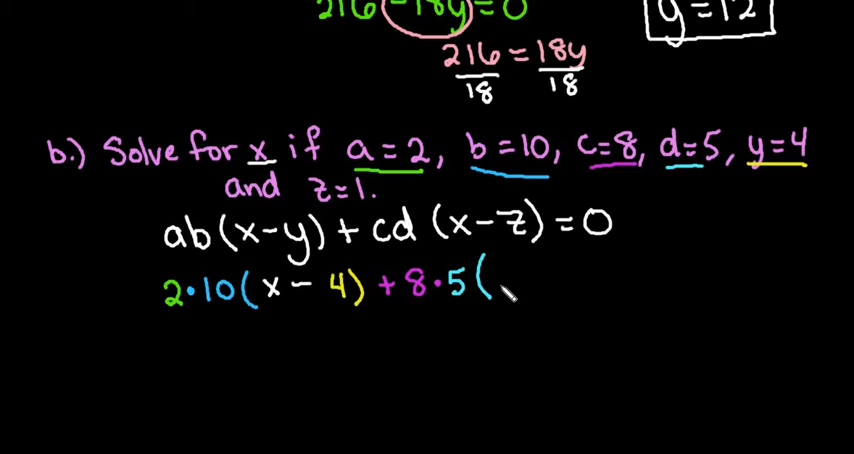 216 - 18y = 0
y = 12
216 = 18y
18 18
b.) Solve for x if a = 2, b = 10, c = 8, d = 5, y = 4
and z = 1.
ab(x - y) + cd(x - z) = 0
2 · 10(x - 4) + 8 · 5(